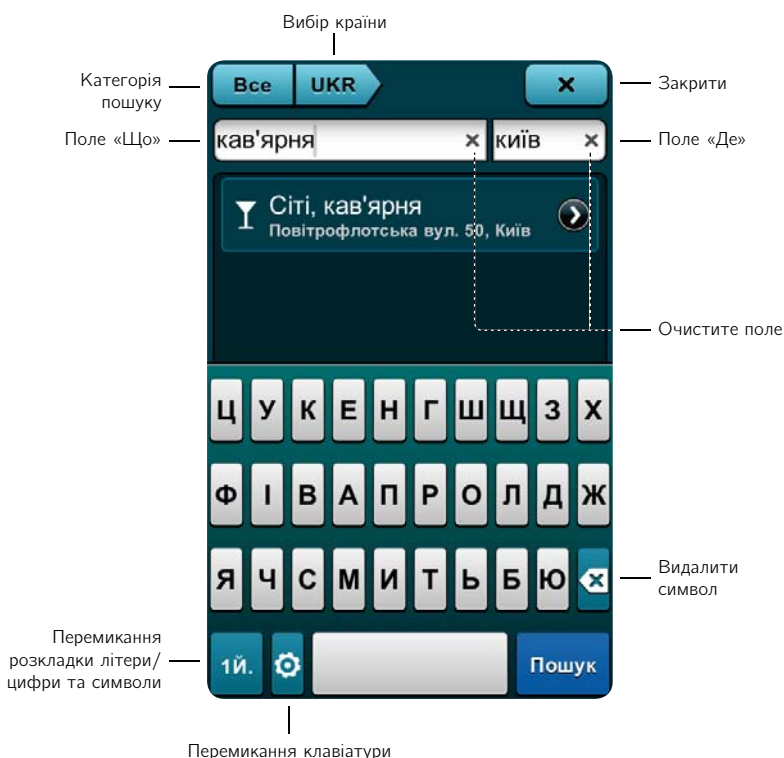 Вибір країни
Категорія
пошуку
Все UKR
Закрити
Поле «Що»
кав'ярня київ
Поле «Де»
Сіті, кав'ярня
Повітрофлотська вул. 50, Київ
Очистите поле
Ц У К Е Н Г Ш Щ З Х
Ф І В А П Р О Л Д Ж
Я Ч С М И Т Ь Б Ю
Видалити
символ
Перемикання
розкладки літери/
цифри та символи
1Й. Пошук
Перемикання клавіатури